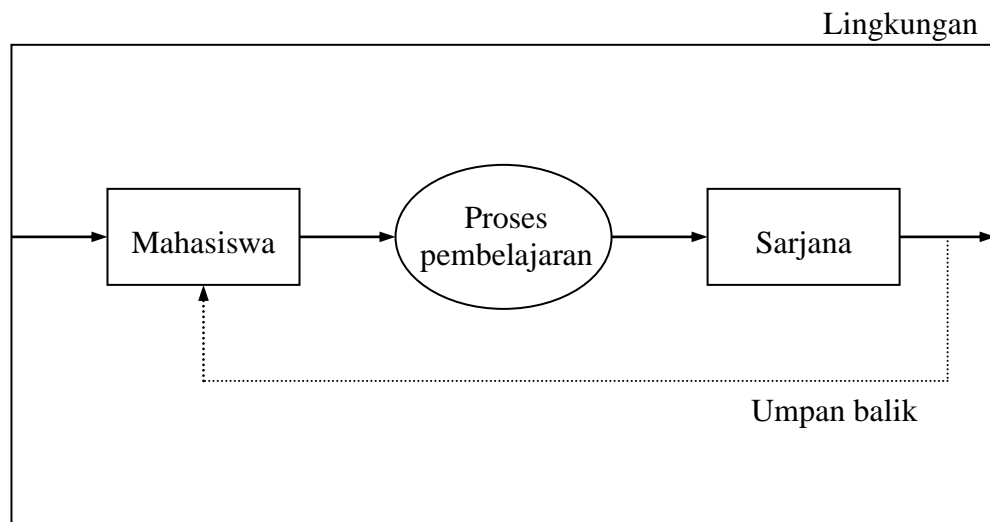 Lingkungan
Mahasiswa
Proses
pembelajaran
Sarjana
Umpan balik